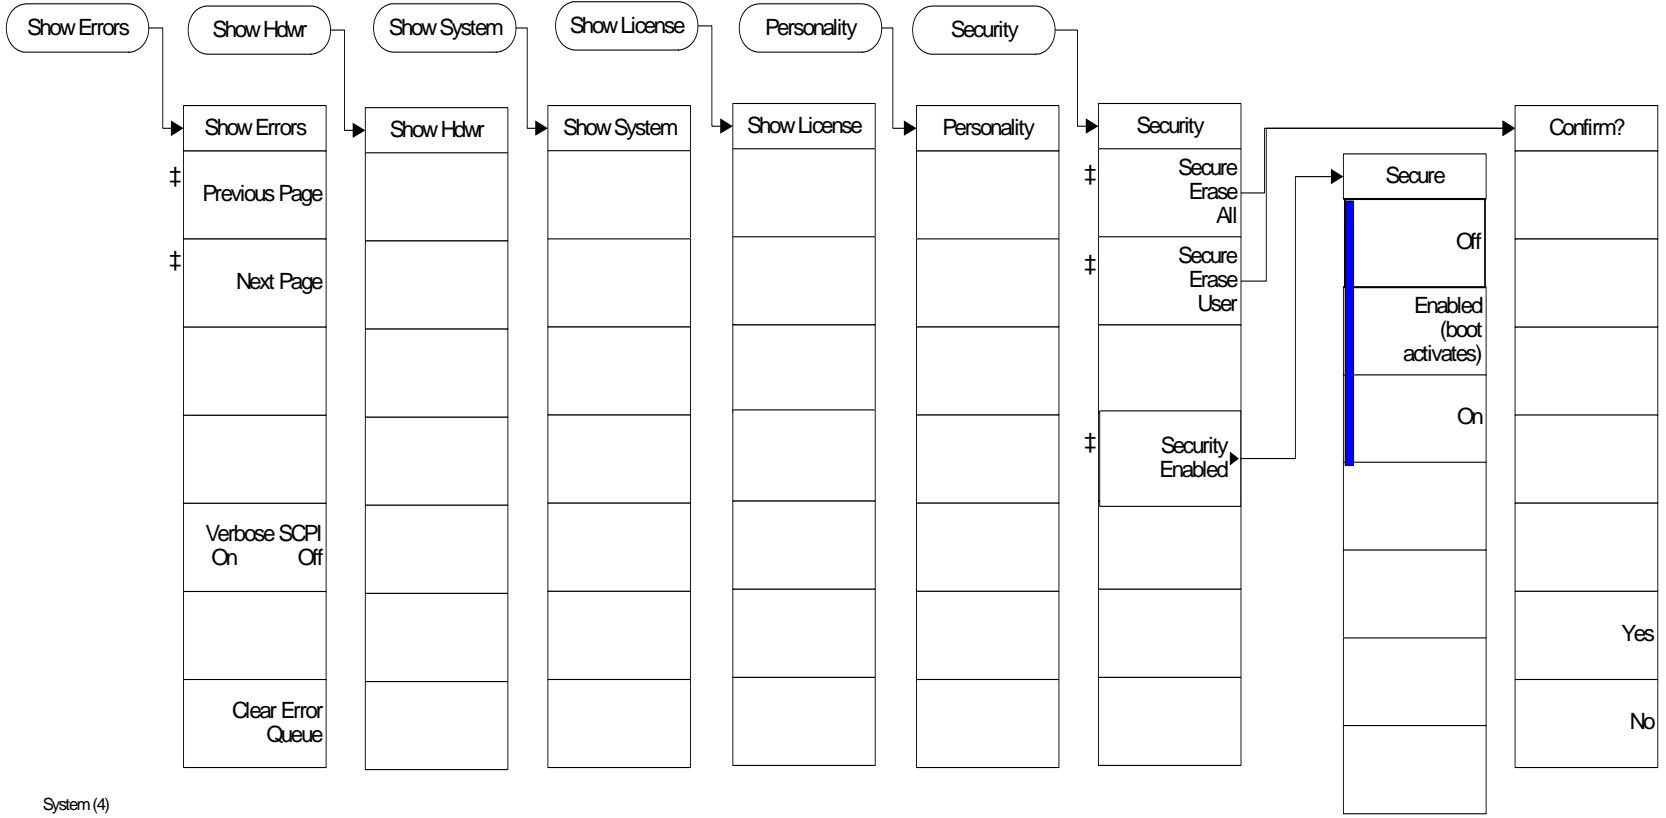 Show Errors
Show Hdwr
Show System
Show License
Personality
Security
Show Errors
‡
Previous Page
‡
Next Page
Verbose SCPI
On Off
Clear Error
Queue
Show Hdwr
Show System
Show License
Personality
Security
‡
Secure
Erase
All
‡
Secure
Erase
User
‡
Security
Enabled
Secure
Off
Enabled
(boot
activates)
On
Confirm?
Yes
No
System (4)